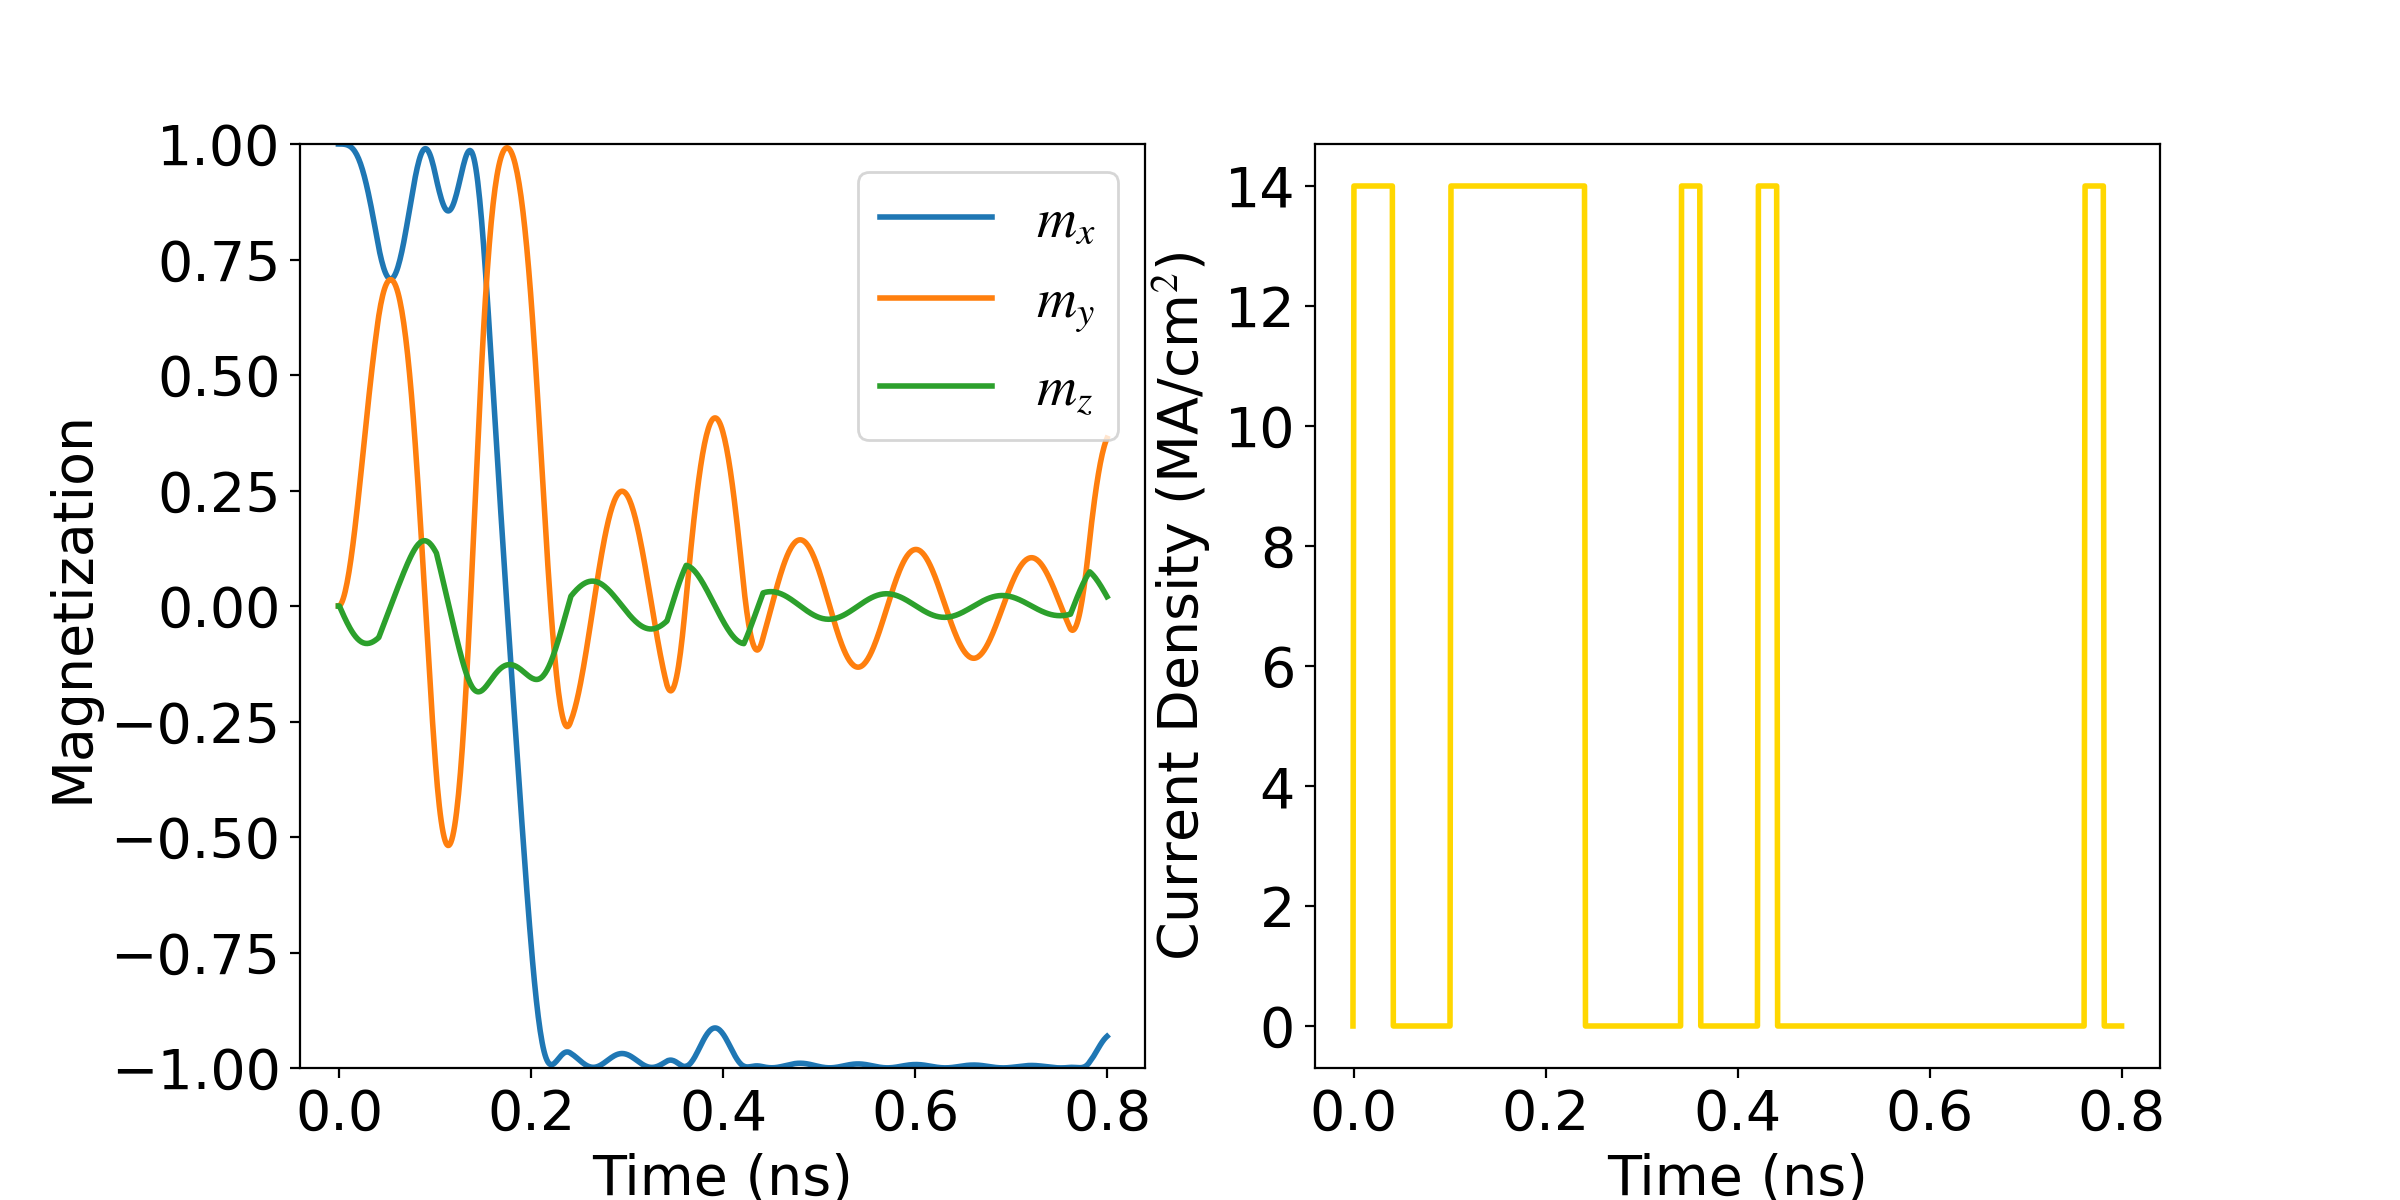 Magnetization
1.00
0.75
0.50
0.25
0.00
−0.25
−0.50
−0.75
−1.00
0.0 0.2 0.4 0.6 0.8
Time (ns)
m_x
m_y
m_z
Current Density (MA/cm²)
14
12
10
8
6
4
2
0
0.0 0.2 0.4 0.6 0.8
Time (ns)